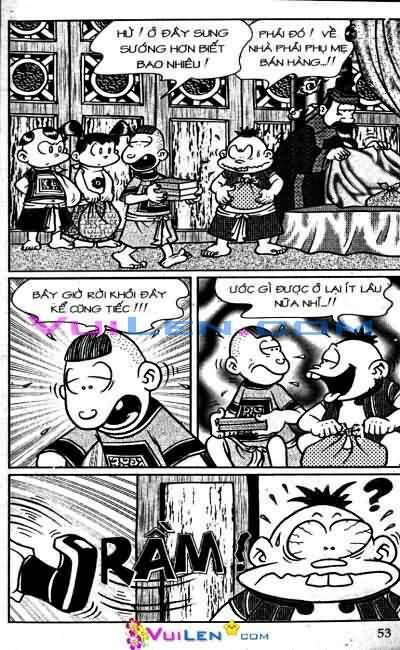 HỨ ! Ở ĐÂY SUNG
SƯỚNG HƠN BIẾT
BAO NHIÊU !
PHẢI ĐÓ ! VỀ
NHÀ PHẢI PHỤ MẸ
BÁN HÀNG...!!
BÂY GIỜ RỜI KHỎI ĐÂY
KỂ CŨNG TIẾC !!!
ƯỚC GÌ ĐƯỢC Ở LẠI ÍT LÂU
NỮA NHỈ...!!
VUILEN.COM
RẦM !
?
53
VUILEN.COM